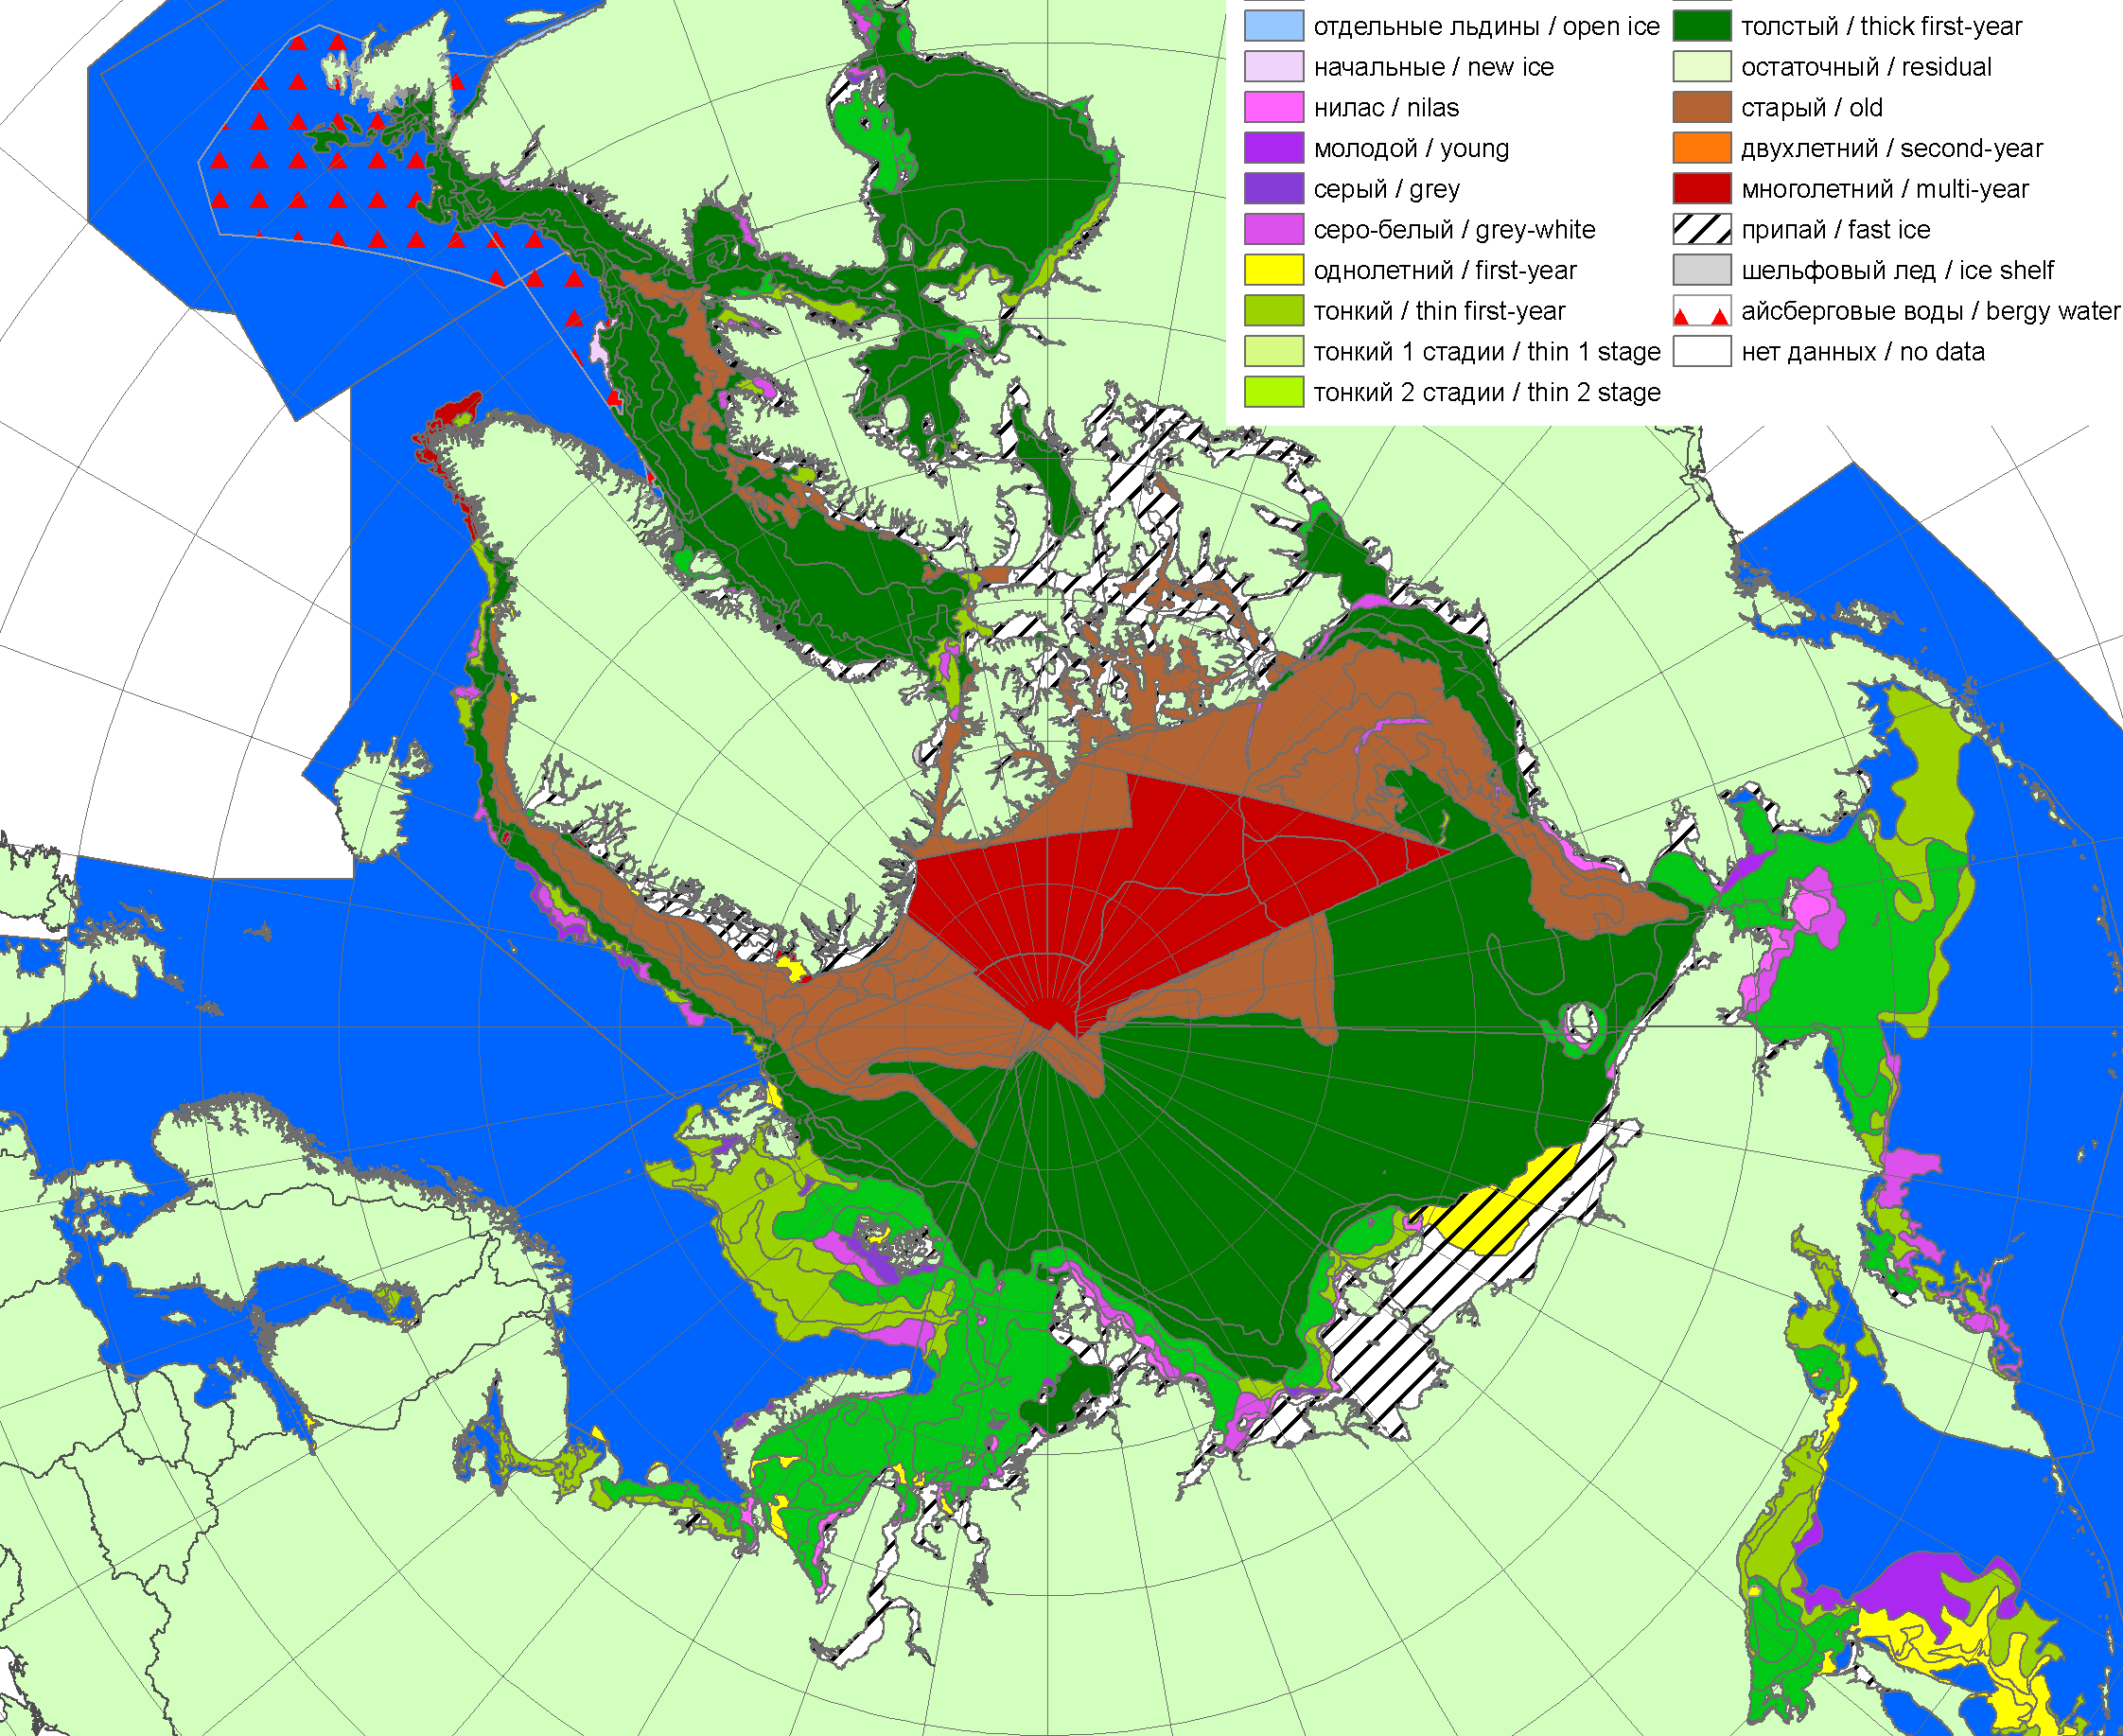 отдельные льдины / open ice
начальные / new ice
нилас / nilas
молодой / young
серый / grey
серо-белый / grey-white
однолетний / first-year
тонкий / thin first-year
тонкий 1 стадии / thin 1 stage
тонкий 2 стадии / thin 2 stage
толстый / thick first-year
остаточный / residual
старый / old
двухлетний / second-year
многолетний / multi-year
припай / fast ice
шельфовый лед / ice shelf
айсберговые воды / bergy water
нет данных / no data